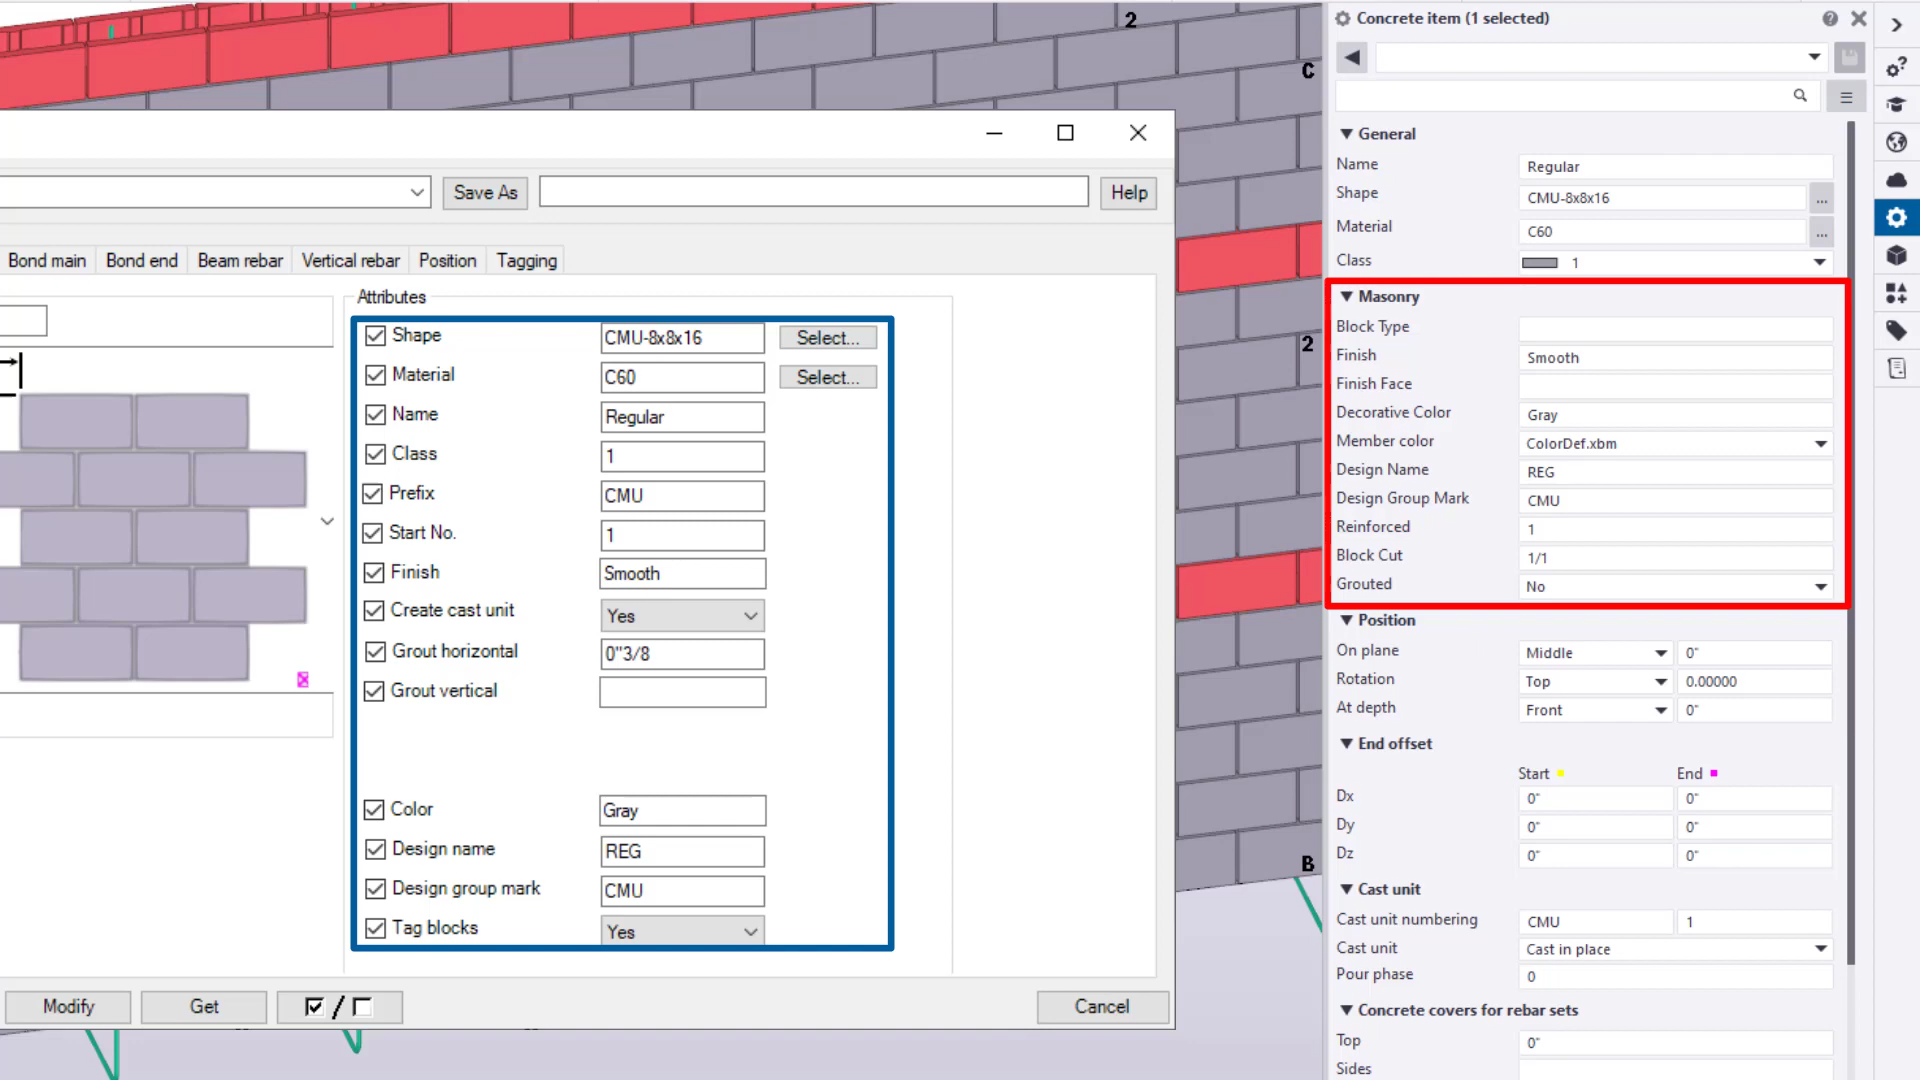 2
C
2
B
Save As
Help
Bond main
Bond end
Beam rebar
Vertical rebar
Position
Tagging
Attributes
Shape CMU-8x8x16 Select...
Material C60 Select...
Name Regular
Class 1
Prefix CMU
Start No. 1
Finish Smooth
Create cast unit Yes
Grout horizontal 0"3/8
Grout vertical
Color Gray
Design name REG
Design group mark CMU
Tag blocks Yes
Modify
Get
/
Cancel
Concrete item (1 selected)
General
Name Regular
Shape CMU-8x8x16 ...
Material C60 ...
Class 1
Masonry
Block Type
Finish Smooth
Finish Face
Decorative Color Gray
Member color ColorDef.xbm
Design Name REG
Design Group Mark CMU
Reinforced 1
Block Cut 1/1
Grouted No
Position
On plane Middle 0"
Rotation Top 0.00000
At depth Front 0"
End offset
Start End
Dx 0" 0"
Dy 0" 0"
Dz 0" 0"
Cast unit
Cast unit numbering CMU 1
Cast unit Cast in place
Pour phase 0
Concrete covers for rebar sets
Top 0"
Sides